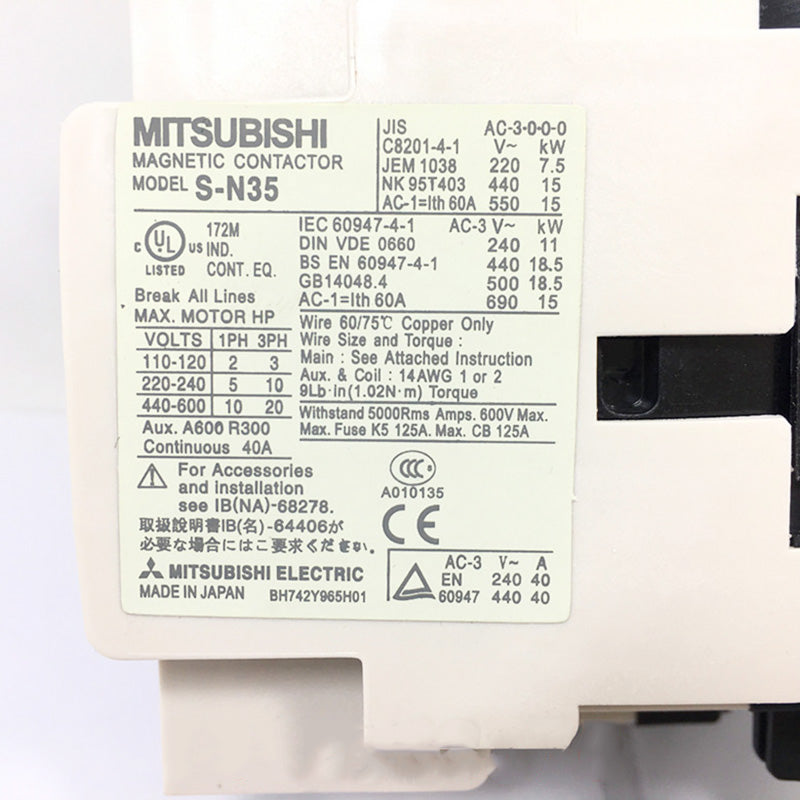 MITSUBISHI
MAGNETIC CONTACTOR
MODEL S-N35
JIS AC-3-0-0-0
C8201-4-1 V~ kW
JEM 1038 220 7.5
NK 95T403 440 15
AC-1=Ith 60A 550 15
C UL US
LISTED
172M
IND.
CONT. EQ.
IEC 60947-4-1 AC-3 V~ kW
DIN VDE 0660 240 11
BS EN 60947-4-1 440 18.5
GB14048.4 500 18.5
AC-1=Ith 60A 690 15
Break All Lines
MAX. MOTOR HP
VOLTS 1PH 3PH
110-120 2 3
220-240 5 10
440-600 10 20
Aux. A600 R300
Continuous 40A
Wire 60/75℃ Copper Only
Wire Size and Torque :
Main : See Attached Instruction
Aux. & Coil : 14AWG 1 or 2
9Lb·in(1.02N·m) Torque
Withstand 5000Rms Amps. 600V Max.
Max. Fuse K5 125A. Max. CB 125A
For Accessories
and installation
see IB(NA)-68278.
取扱説明書IB(名)-64406が
必要な場合にはご要求ください。
CCC
A010135
CE
MITSUBISHI ELECTRIC
MADE IN JAPAN BH742Y965H01
AC-3 V~ A
EN 240 40
60947 440 40